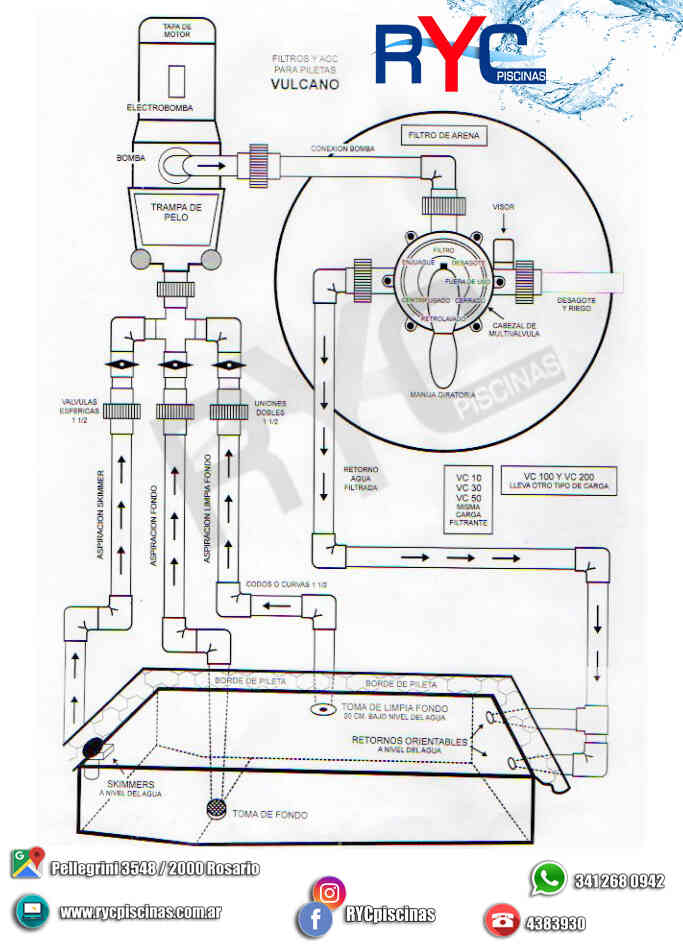 TAPA DE
MOTOR
ELECTROBOMBA
BOMBA
TRAMPA DE
PELO
FILTROS Y ACC
PARA PILETAS
VULCANO
RYC
PISCINAS
CONEXION BOMBA
FILTRO DE ARENA
VISOR
FILTRO
ENJUAGUE
DESAGOTE
FUERA DE USO
CERRADO
RETROLAVADO
DESAGOTE
Y RIEGO
CABEZAL DE
MULTIVALVULA
MANIJA GIRATORIA
RYC
PISCINAS
VALVULAS
ESFERICAS
1 1/2
UNIONES
DOBLES
1 1/2
ASPIRACION SKIMMER
ASPIRACION FONDO
ASPIRACION LIMPIA FONDO
RETORNO
AGUA
FILTRADA
VC 10
VC 30
VC 50
MISMA
CARGA
FILTRANTE
VC 100 Y VC 200
LLEVA OTRO TIPO DE CARGA
CODOS O CURVAS 1 1/2
BORDE DE PILETA
BORDE DE PILETA
TOMA DE LIMPIA FONDO
20 CM. BAJO NIVEL DEL AGUA
RETORNOS ORIENTABLES
A NIVEL DEL AGUA
SKIMMERS
A NIVEL DEL AGUA
TOMA DE FONDO
Pellegrini 3548 / 2000 Rosario
www.rycpiscinas.com.ar
RYCpiscinas
341 268 0942
4383930